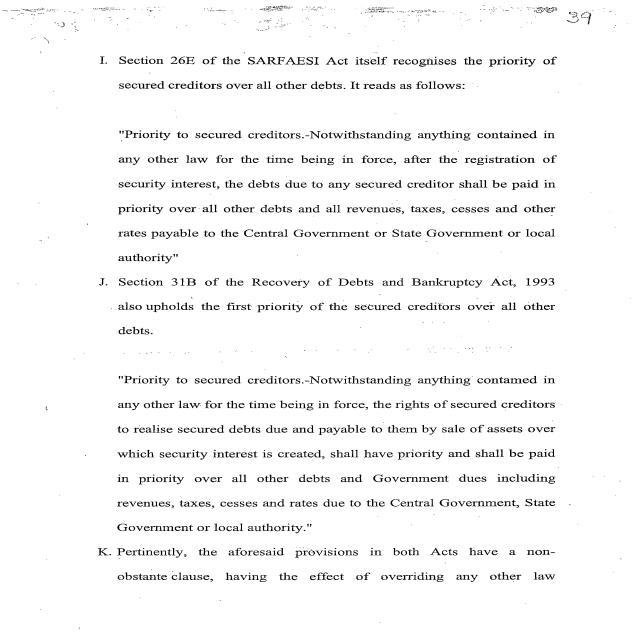 39
I. Section 26E of the SARFAESI Act itself recognises the priority of
secured creditors over all other debts. It reads as follows:
"Priority to secured creditors.-Notwithstanding anything contained in
any other law for the time being in force, after the registration of
security interest, the debts due to any secured creditor shall be paid in
priority over all other debts and all revenues, taxes, cesses and other
rates payable to the Central Government or State Government or local
authority"
J. Section 31B of the Recovery of Debts and Bankruptcy Act, 1993
also upholds the first priority of the secured creditors over all other
debts.
"Priority to secured creditors.-Notwithstanding anything contamed in
any other law for the time being in force, the rights of secured creditors
to realise secured debts due and payable to them by sale of assets over
which security interest is created, shall have priority and shall be paid
in priority over all other debts and Government dues including
revenues, taxes, cesses and rates due to the Central Government, State
Government or local authority."
K. Pertinently, the aforesaid provisions in both Acts have a non-
obstante clause, having the effect of overriding any other law